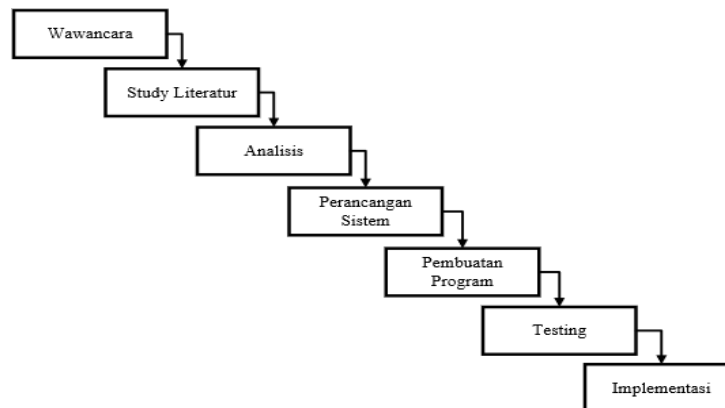 Wawancara
Study Literatur
Analisis
Perancangan
Sistem
Pembuatan
Program
Testing
Implementasi